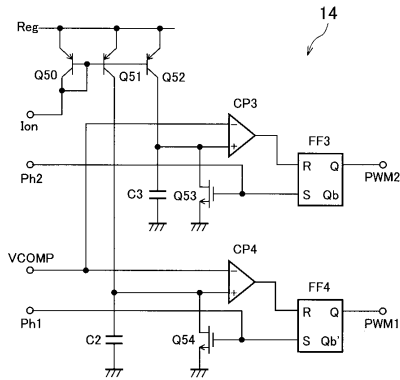 14
Reg
Q50
Q51
Q52
Ion
CP3
FF3
R
Q
PWM2
Ph2
C3
Q53
S
Qb
VCOMP
CP4
FF4
R
Q
PWM1
Ph1
C2
Q54
S
Qb'